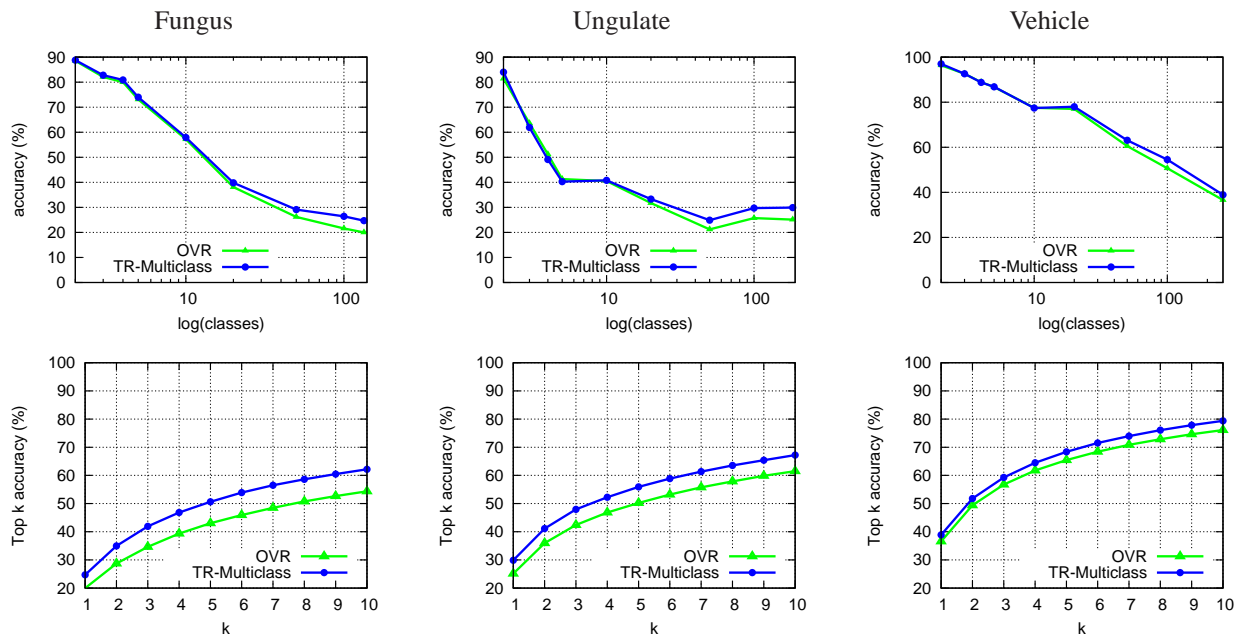 Fungus
Ungulate
Vehicle
90
80
70
60
50
40
30
20
10
0
accuracy (%)
OVR
TR-Multiclass
10
100
log(classes)
90
80
70
60
50
40
30
20
10
0
accuracy (%)
OVR
TR-Multiclass
10
100
log(classes)
100
80
60
40
20
0
accuracy (%)
OVR
TR-Multiclass
10
100
log(classes)
100
90
80
70
60
50
40
30
20
Top k accuracy (%)
OVR
TR-Multiclass
1 2 3 4 5 6 7 8 9 10
k
100
90
80
70
60
50
40
30
20
Top k accuracy (%)
OVR
TR-Multiclass
1 2 3 4 5 6 7 8 9 10
k
100
90
80
70
60
50
40
30
20
Top k accuracy (%)
OVR
TR-Multiclass
1 2 3 4 5 6 7 8 9 10
k